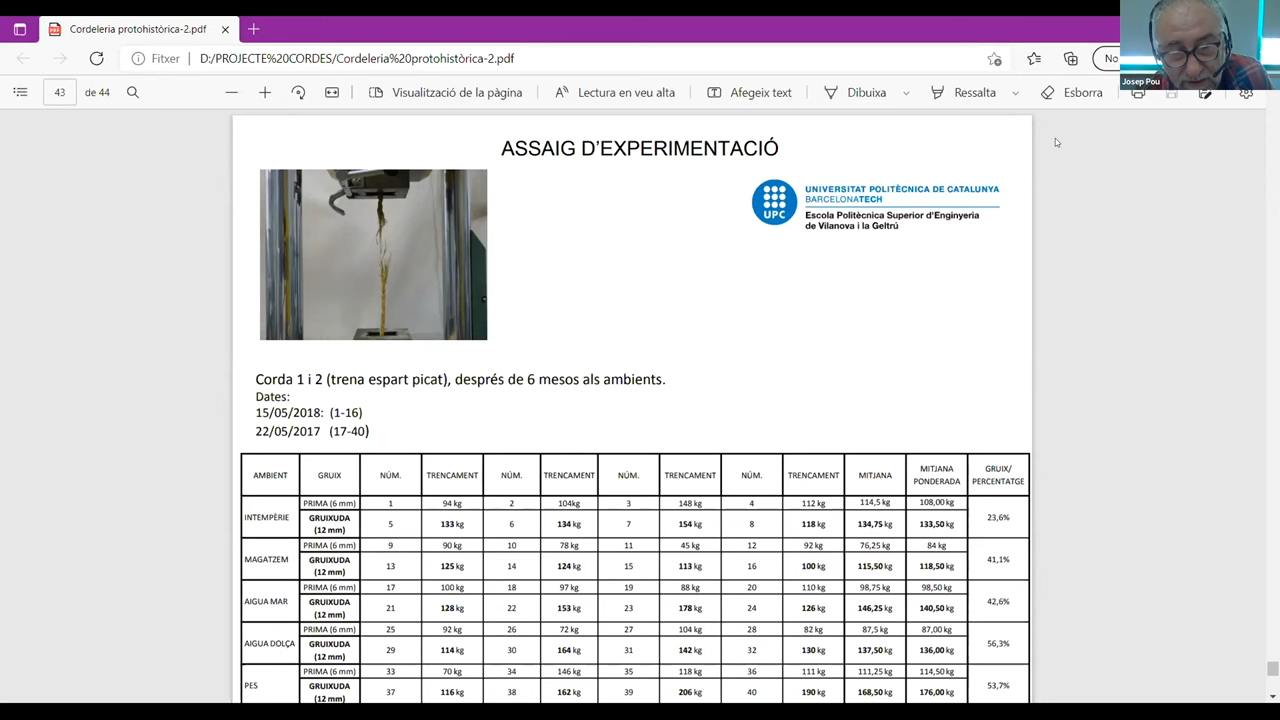 Cordeleria protohistòrica-2.pdf
Fitxer
D:/PROJECTE%20CORDES/Cordeleria%20protohistòrica-2.pdf
No
Josep Pou
43 de 44
Visualització de la pàgina
Lectura en veu alta
Afegeix text
Dibuixa
Ressalta
Esborra
ASSAIG D'EXPERIMENTACIÓ
UPC
UNIVERSITAT POLITÈCNICA DE CATALUNYA
BARCELONATECH
Escola Politècnica Superior d'Enginyeria
de Vilanova i la Geltrú
Corda 1 i 2 (trena espart picat), després de 6 mesos als ambients.
Dates:
15/05/2018: (1-16)
22/05/2017 (17-40)
AMBIENT GRUIX NÚM. TRENCAMENT NÚM. TRENCAMENT NÚM. TRENCAMENT NÚM. TRENCAMENT MITJANA MITJANA PONDERADA GRUIX/ PERCENTATGE
INTEMPÈRIE PRIMA (6 mm) 1 94 kg 2 104kg 3 148 kg 4 112 kg 114,5 kg 108,00 kg 23,6%
GRUIXUDA (12 mm) 5 133 kg 6 134 kg 7 154 kg 8 118 kg 134,75 kg 133,50 kg
MAGATZEM PRIMA (6 mm) 9 90 kg 10 78 kg 11 45 kg 12 92 kg 76,25 kg 84 kg 41,1%
GRUIXUDA (12 mm) 13 125 kg 14 124 kg 15 113 kg 16 100 kg 115,50 kg 118,50 kg
AIGUA MAR PRIMA (6 mm) 17 100 kg 18 97 kg 19 88 kg 20 110 kg 98,75 kg 98,50 kg 42,6%
GRUIXUDA (12 mm) 21 128 kg 22 153 kg 23 178 kg 24 126 kg 146,25 kg 140,50 kg
AIGUA DOLÇA PRIMA (6 mm) 25 92 kg 26 72 kg 27 104 kg 28 82 kg 87,5 kg 87,00 kg 56,3%
GRUIXUDA (12 mm) 29 114 kg 30 164 kg 31 142 kg 32 130 kg 137,50 kg 136,00 kg
PES PRIMA (6 mm) 33 70 kg 34 146 kg 35 118 kg 36 111 kg 111,25 kg 114,50 kg 53,7%
GRUIXUDA (12 mm) 37 116 kg 38 162 kg 39 206 kg 40 190 kg 168,50 kg 176,00 kg